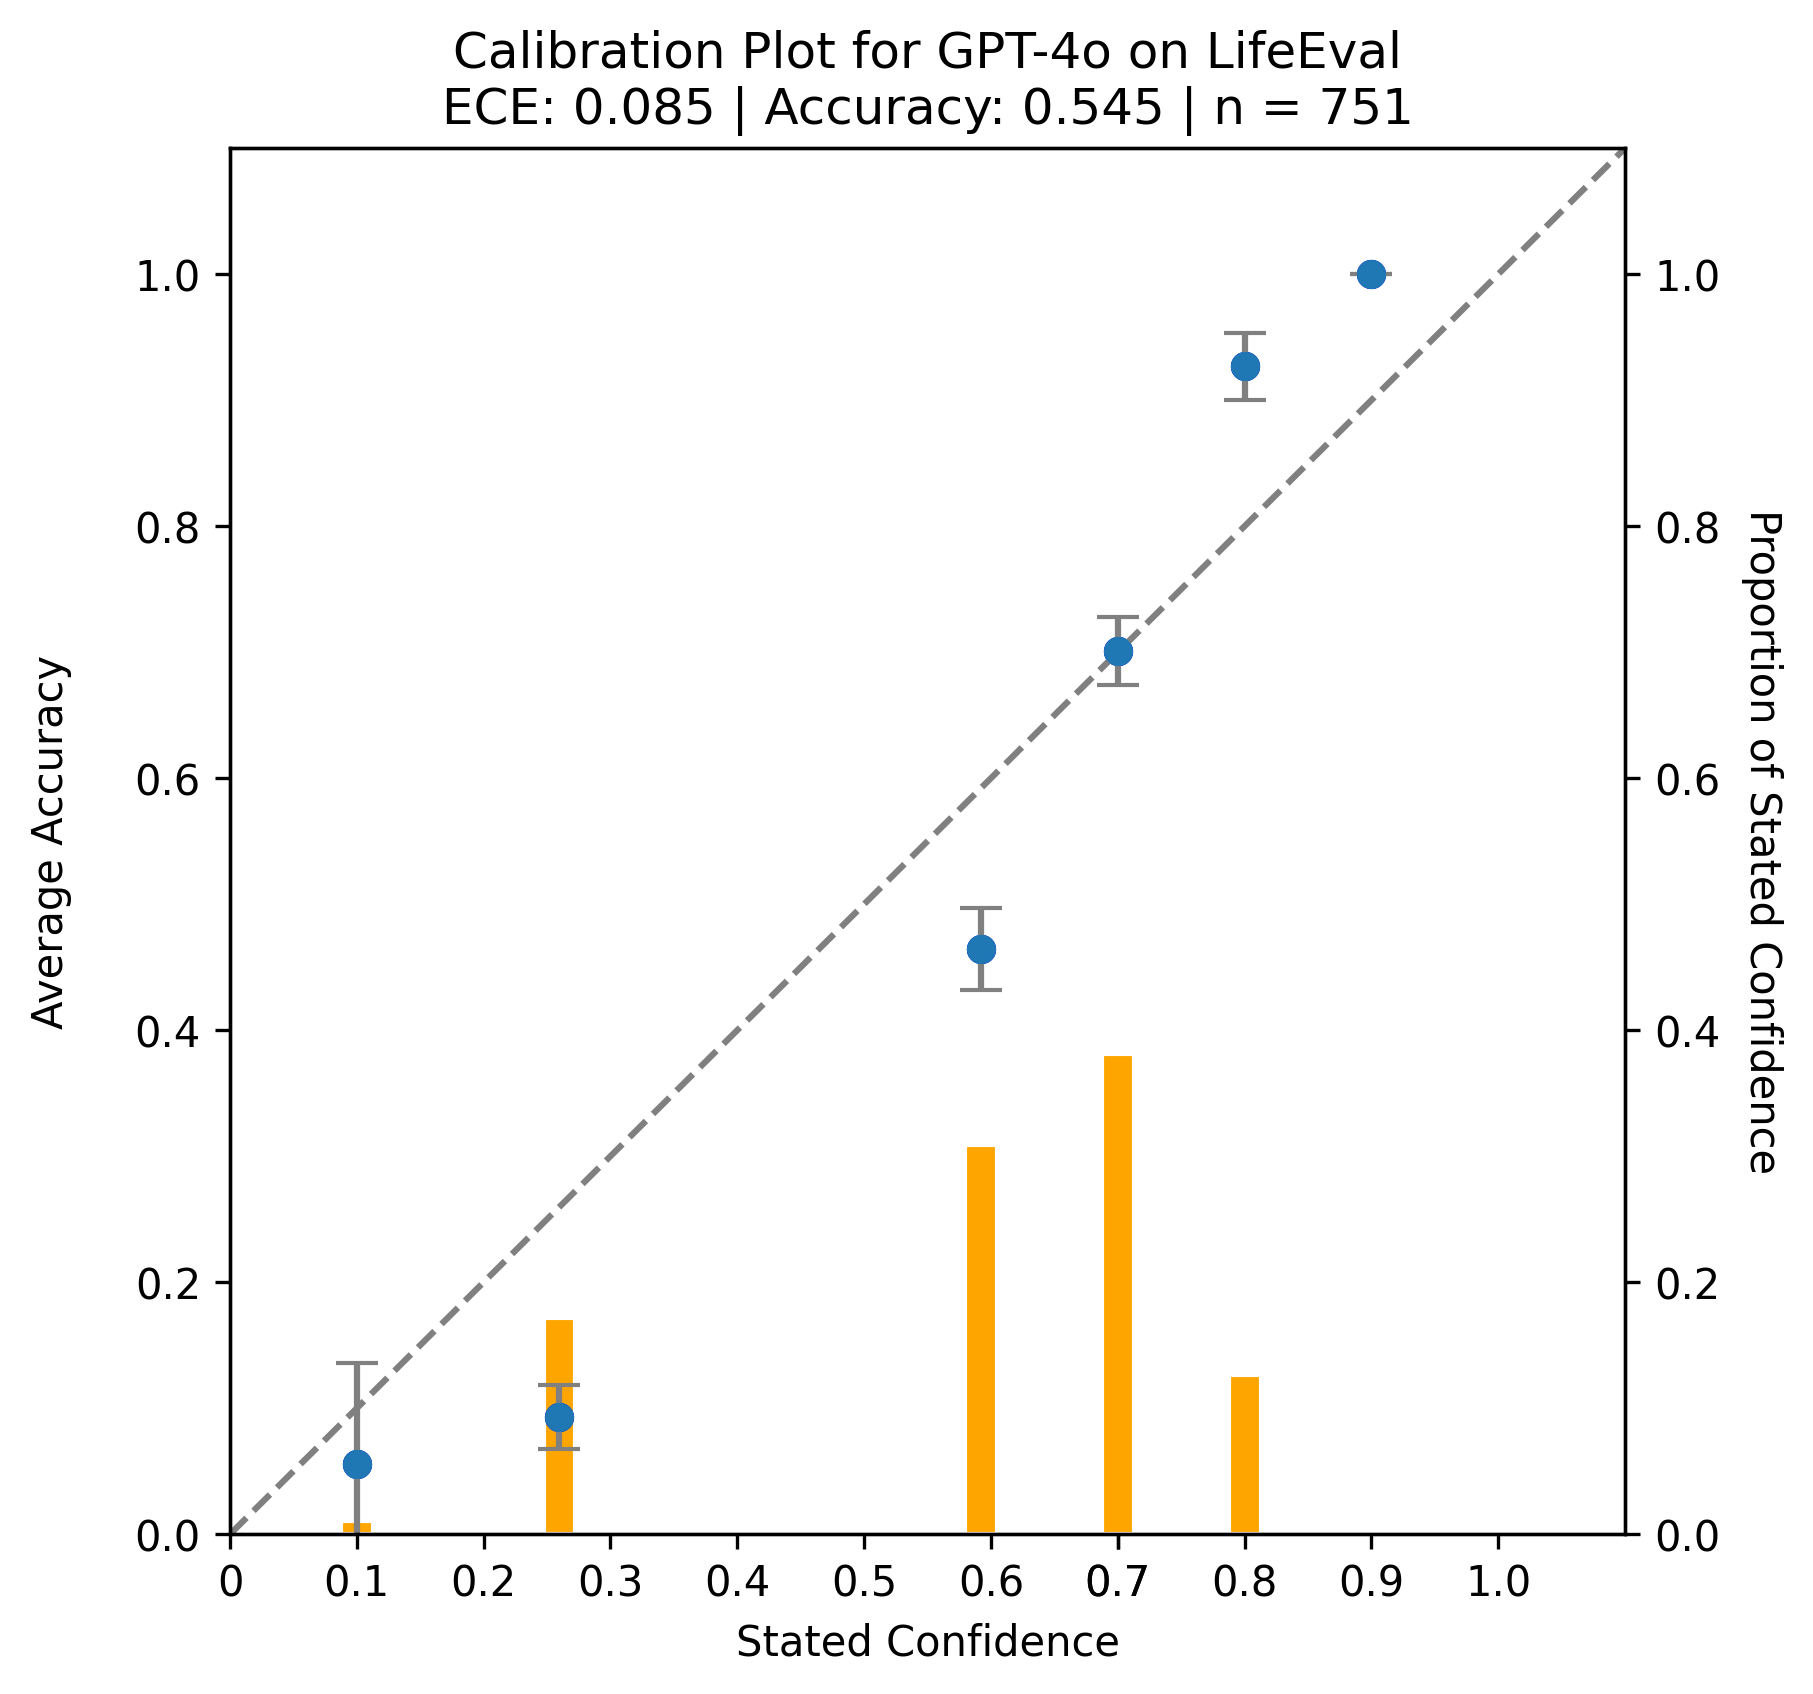 Calibration Plot for GPT-4o on LifeEval
ECE: 0.085 | Accuracy: 0.545 | n = 751
Average Accuracy
1.0
0.8
0.6
0.4
0.2
0.0
1.0
0.8
0.6
0.4
0.2
0.0
Proportion of Stated Confidence
0 0.1 0.2 0.3 0.4 0.5 0.6 0.7 0.8 0.9 1.0
Stated Confidence